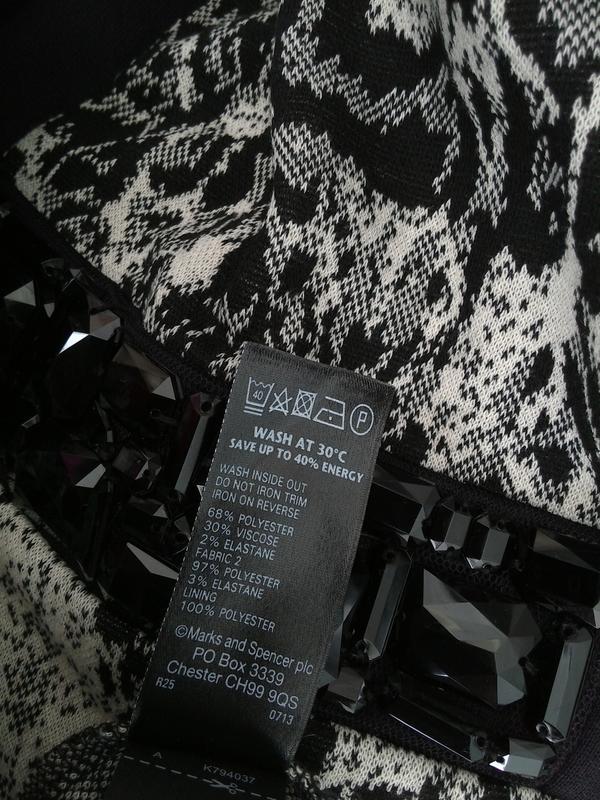 40 P
WASH AT 30°C
SAVE UP TO 40% ENERGY
WASH INSIDE OUT
DO NOT IRON TRIM
IRON ON REVERSE
68% POLYESTER
30% VISCOSE
2% ELASTANE
FABRIC 2
97% POLYESTER
3% ELASTANE
LINING
100% POLYESTER
©Marks and Spencer plc
PO Box 3339
Chester CH99 9QS
R25 0713
A K794037